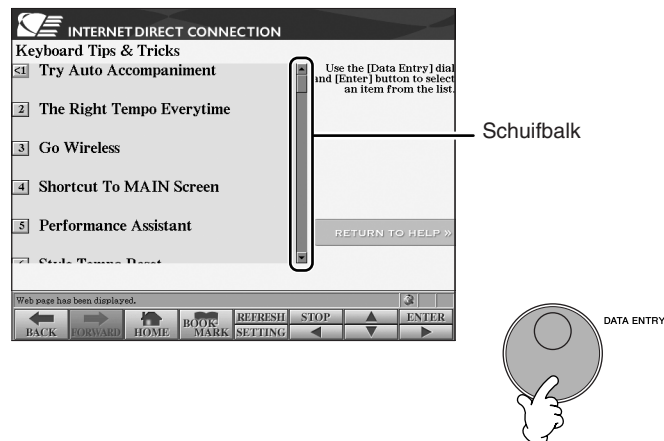 INTERNET DIRECT CONNECTION
Keyboard Tips & Tricks
<1 Try Auto Accompaniment
2 The Right Tempo Everytime
3 Go Wireless
4 Shortcut To MAIN Screen
5 Performance Assistant
Style Tempo Reset
Use the [Data Entry] dial
and [Enter] button to select
an item from the list.
RETURN TO HELP »
Schuifbalk
Web page has been displayed.
BACK FORWARD HOME BOOK MARK REFRESH SETTING STOP ENTER
DATA ENTRY